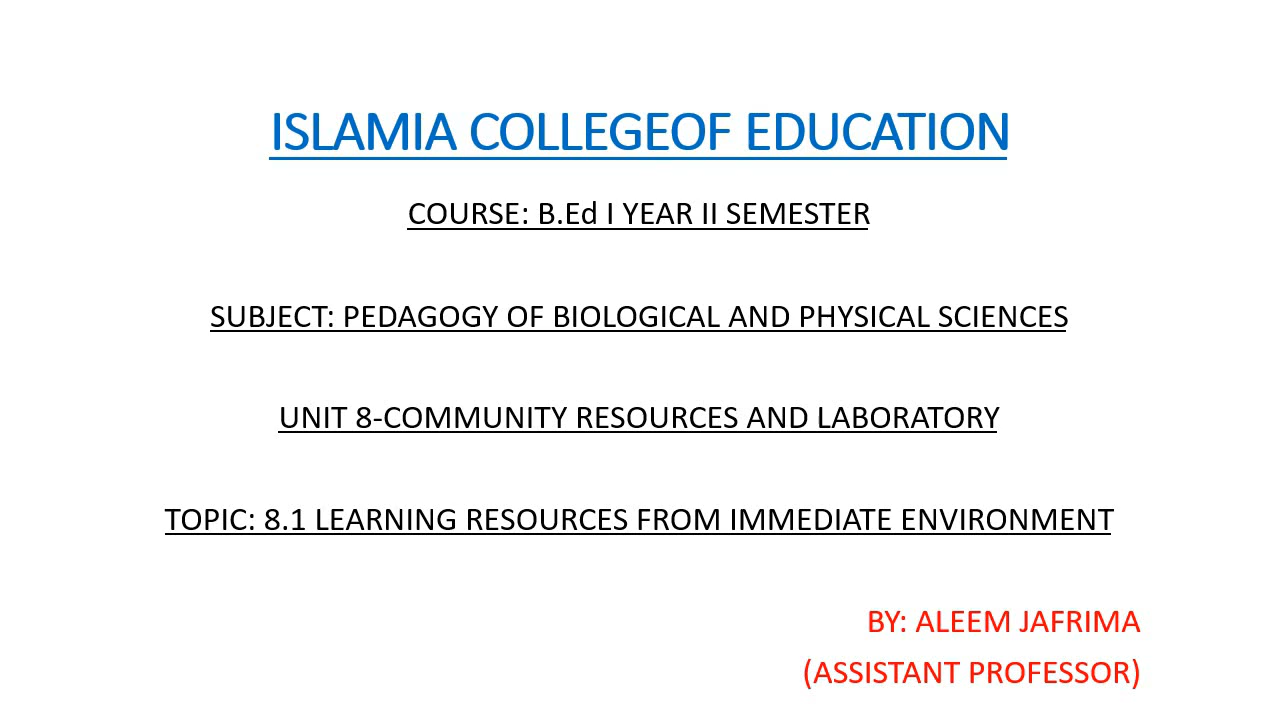 ISLAMIA COLLEGEOF EDUCATION
COURSE: B.Ed I YEAR II SEMESTER
SUBJECT: PEDAGOGY OF BIOLOGICAL AND PHYSICAL SCIENCES
UNIT 8-COMMUNITY RESOURCES AND LABORATORY
TOPIC: 8.1 LEARNING RESOURCES FROM IMMEDIATE ENVIRONMENT
BY: ALEEM JAFRIMA
(ASSISTANT PROFESSOR)